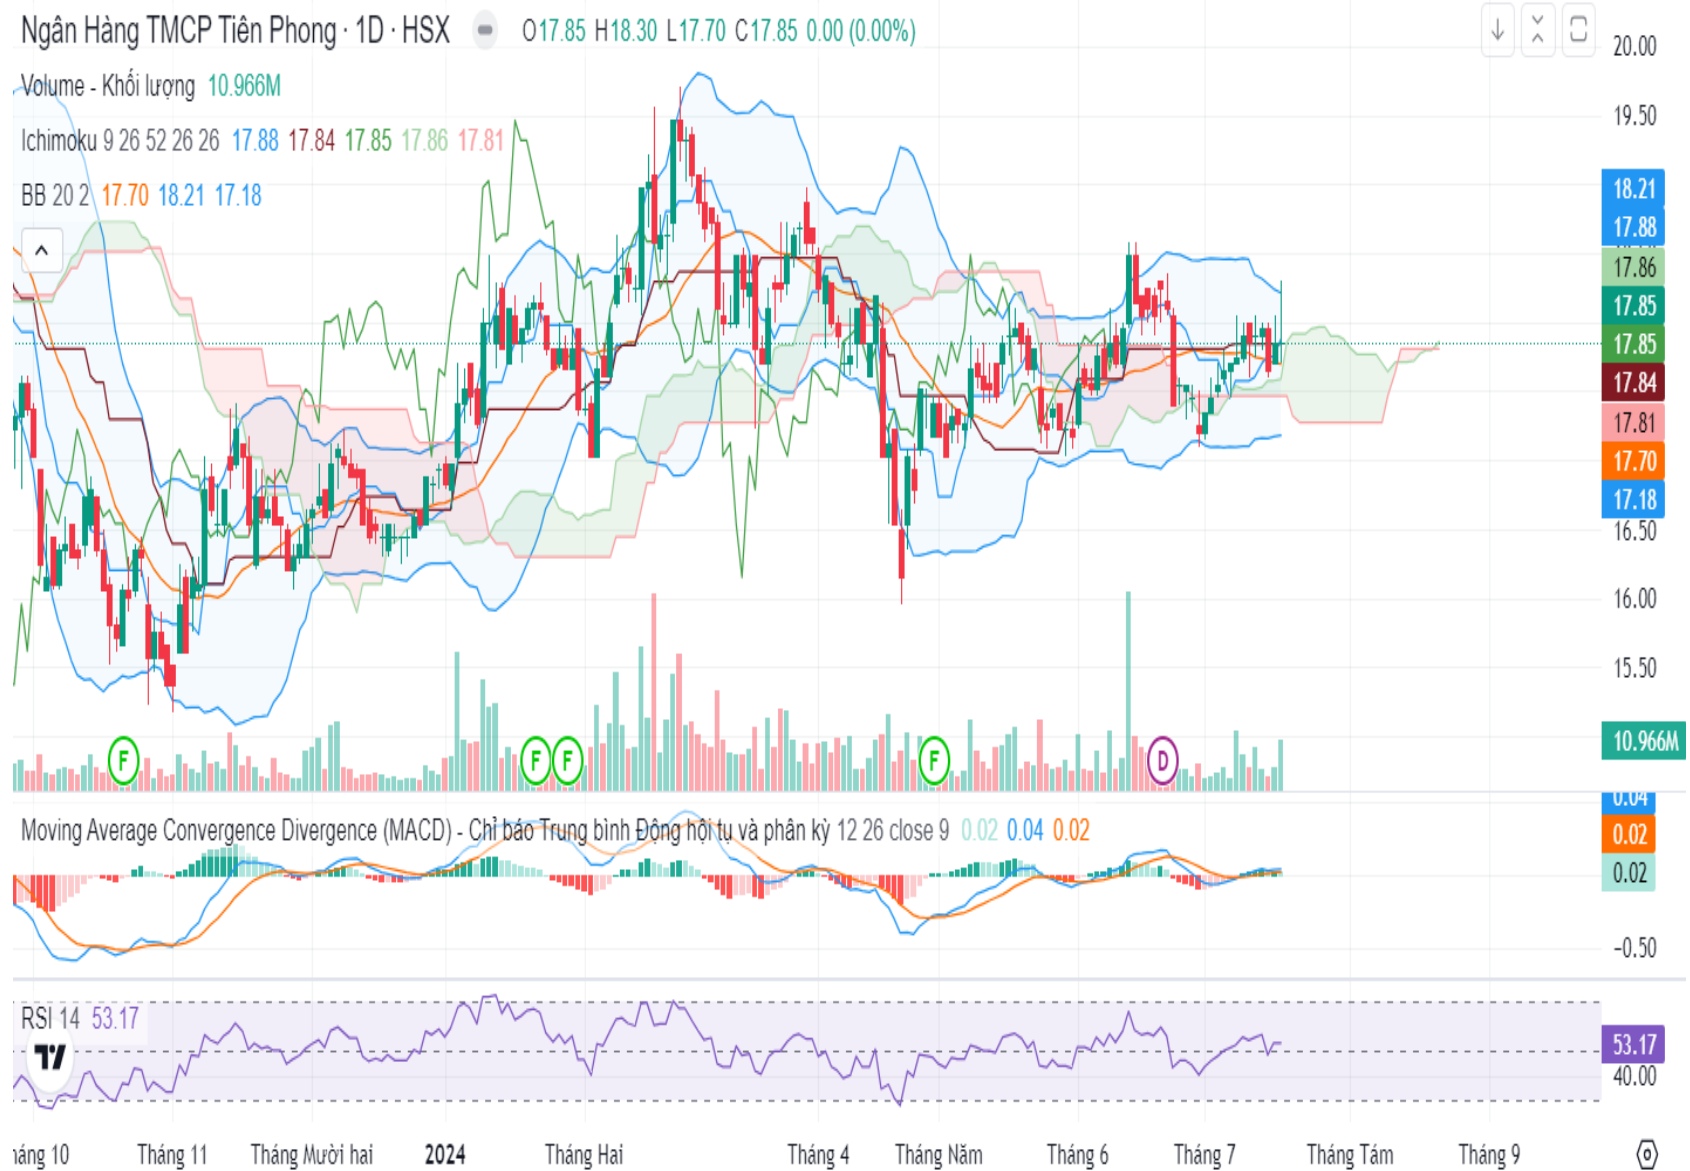 Ngân Hàng TMCP Tiên Phong · 1D · HSX O17.85 H18.30 L17.70 C17.85 0.00 (0.00%)
Volume - Khối lượng 10.966M
Ichimoku 9 26 52 26 26 17.88 17.84 17.85 17.86 17.81
BB 20 2 17.70 18.21 17.18
20.00
19.50
18.21
17.88
17.86
17.85
17.85
17.84
17.81
17.70
17.18
16.50
16.00
15.50
F F F F D
10.966M
Moving Average Convergence Divergence (MACD) - Chỉ báo Trung bình Động hội tụ và phân kỳ 12 26 close 9 0.02 0.04 0.02
0.04
0.02
0.02
−0.50
RSI 14 53.17
53.17
40.00
háng 10 Tháng 11 Tháng Mười hai 2024 Tháng Hai Tháng 4 Tháng Năm Tháng 6 Tháng 7 Tháng Tám Tháng 9